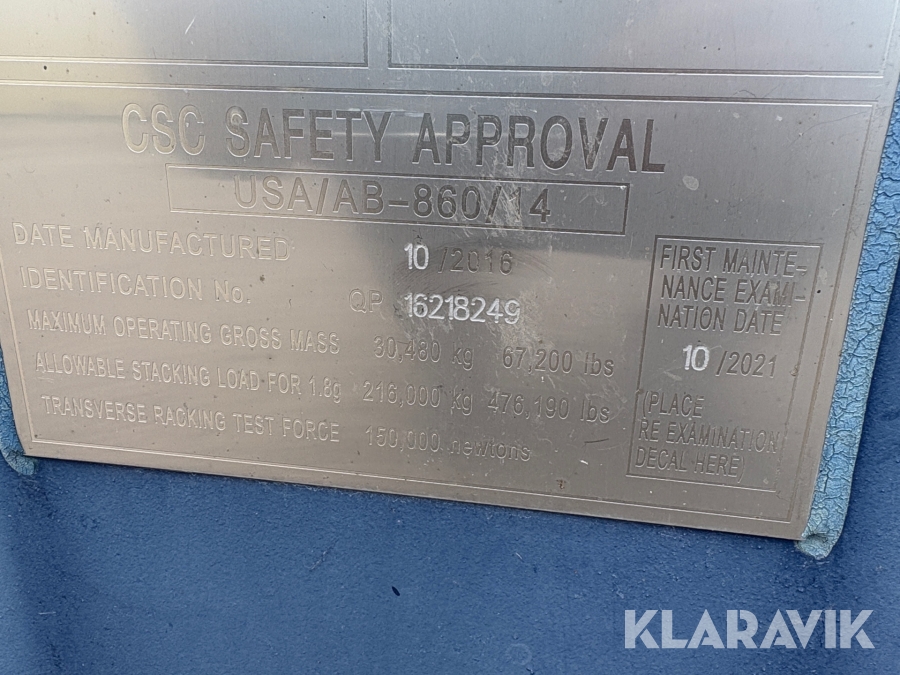 CSC SAFETY APPROVAL
USA/AB-860/14
DATE MANUFACTURED 10/2016
IDENTIFICATION No. QP 16218249
MAXIMUM OPERATING GROSS MASS 30,480 kg 67,200 lbs
ALLOWABLE STACKING LOAD FOR 1.8g 216,000 kg 476,190 lbs
TRANSVERSE RACKING TEST FORCE 150,000 newtons
FIRST MAINTE-
NANCE EXAMI-
NATION DATE
10/2021
(PLACE
RE EXAMINATION
DECAL HERE)
KLARAVIK